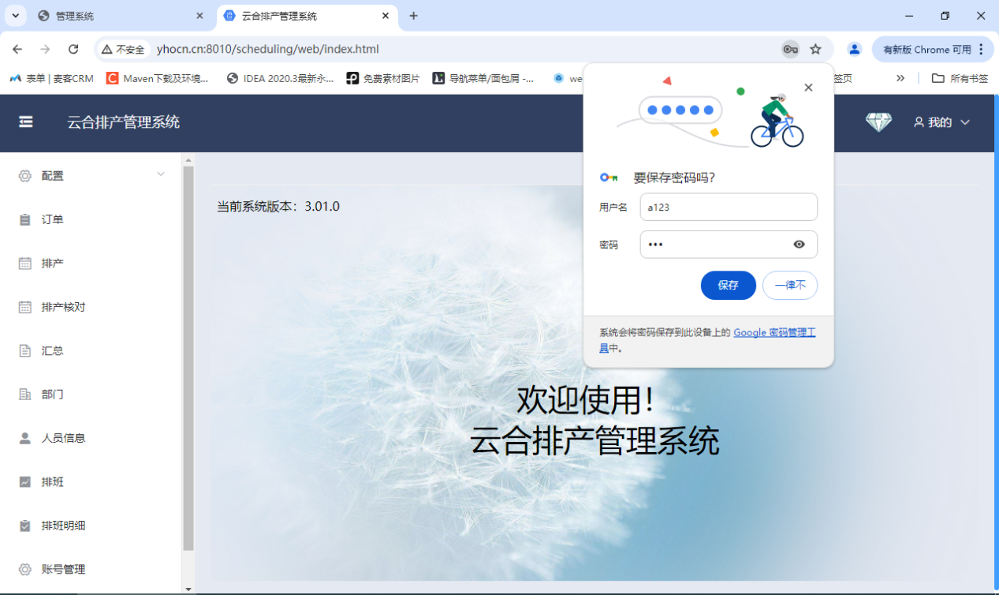 管理系统
云合排产管理系统
不安全
yhocn.cn:8010/scheduling/web/index.html
有新版 Chrome 可用
表单 | 麦客CRM
Maven下载及环境...
IDEA 2020.3最新永...
免费素材图片
导航菜单/面包屑 -...
we
签页
所有书签
云合排产管理系统
我的
配置
订单
排产
排产核对
汇总
部门
人员信息
排班
排班明细
账号管理
当前系统版本：3.01.0
欢迎使用！
云合排产管理系统
要保存密码吗？
用户名
a123
密码
•••
保存
一律不
系统会将密码保存到此设备上的 Google 密码管理工
具中。